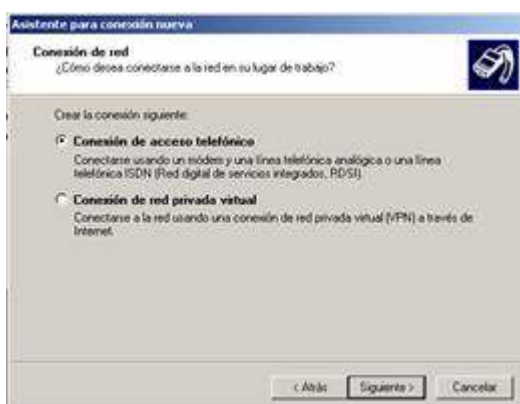 Asistente para conexión nueva
Conexión de red
¿Cómo desea conectarse a la red en su lugar de trabajo?
Crear la conexión siguiente:
Conexión de acceso telefónico
Conectarse usando un módem y una línea telefónica analógica o una línea
telefónica ISDN (Red digital de servicios integrados, RDSI).
Conexión de red privada virtual
Conectarse a la red usando una conexión de red privada virtual (VPN) a través de
Internet.
< Atrás
Siguiente >
Cancelar